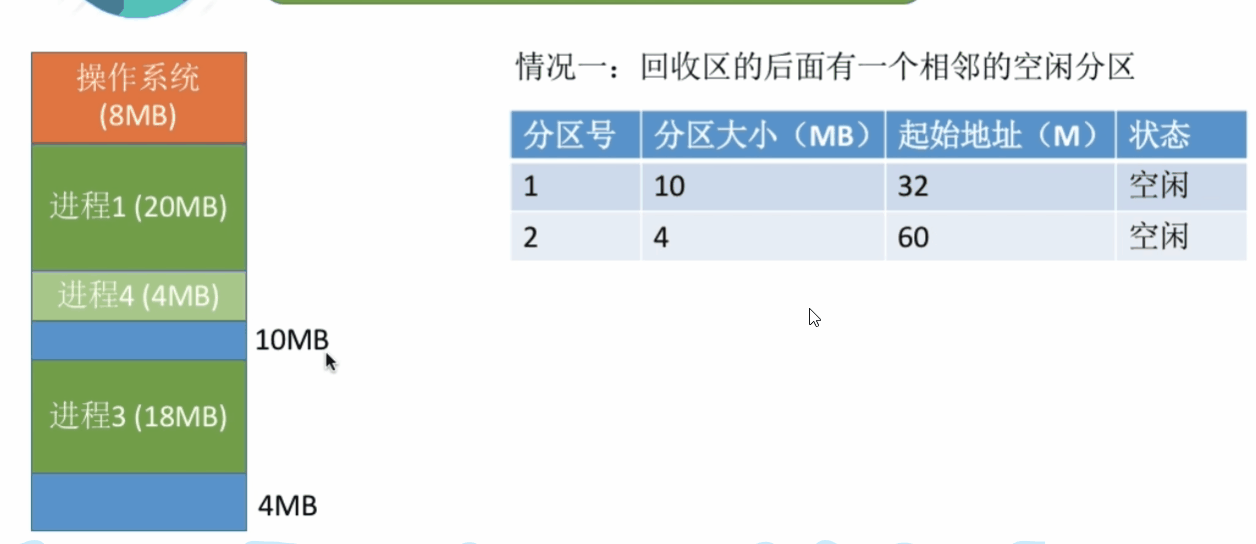 操作系统
(8MB)
进程1 (20MB)
进程4 (4MB)
10MB
进程3 (18MB)
4MB
情况一：回收区的后面有一个相邻的空闲分区
分区号 分区大小（MB） 起始地址（M） 状态
1 10 32 空闲
2 4 60 空闲